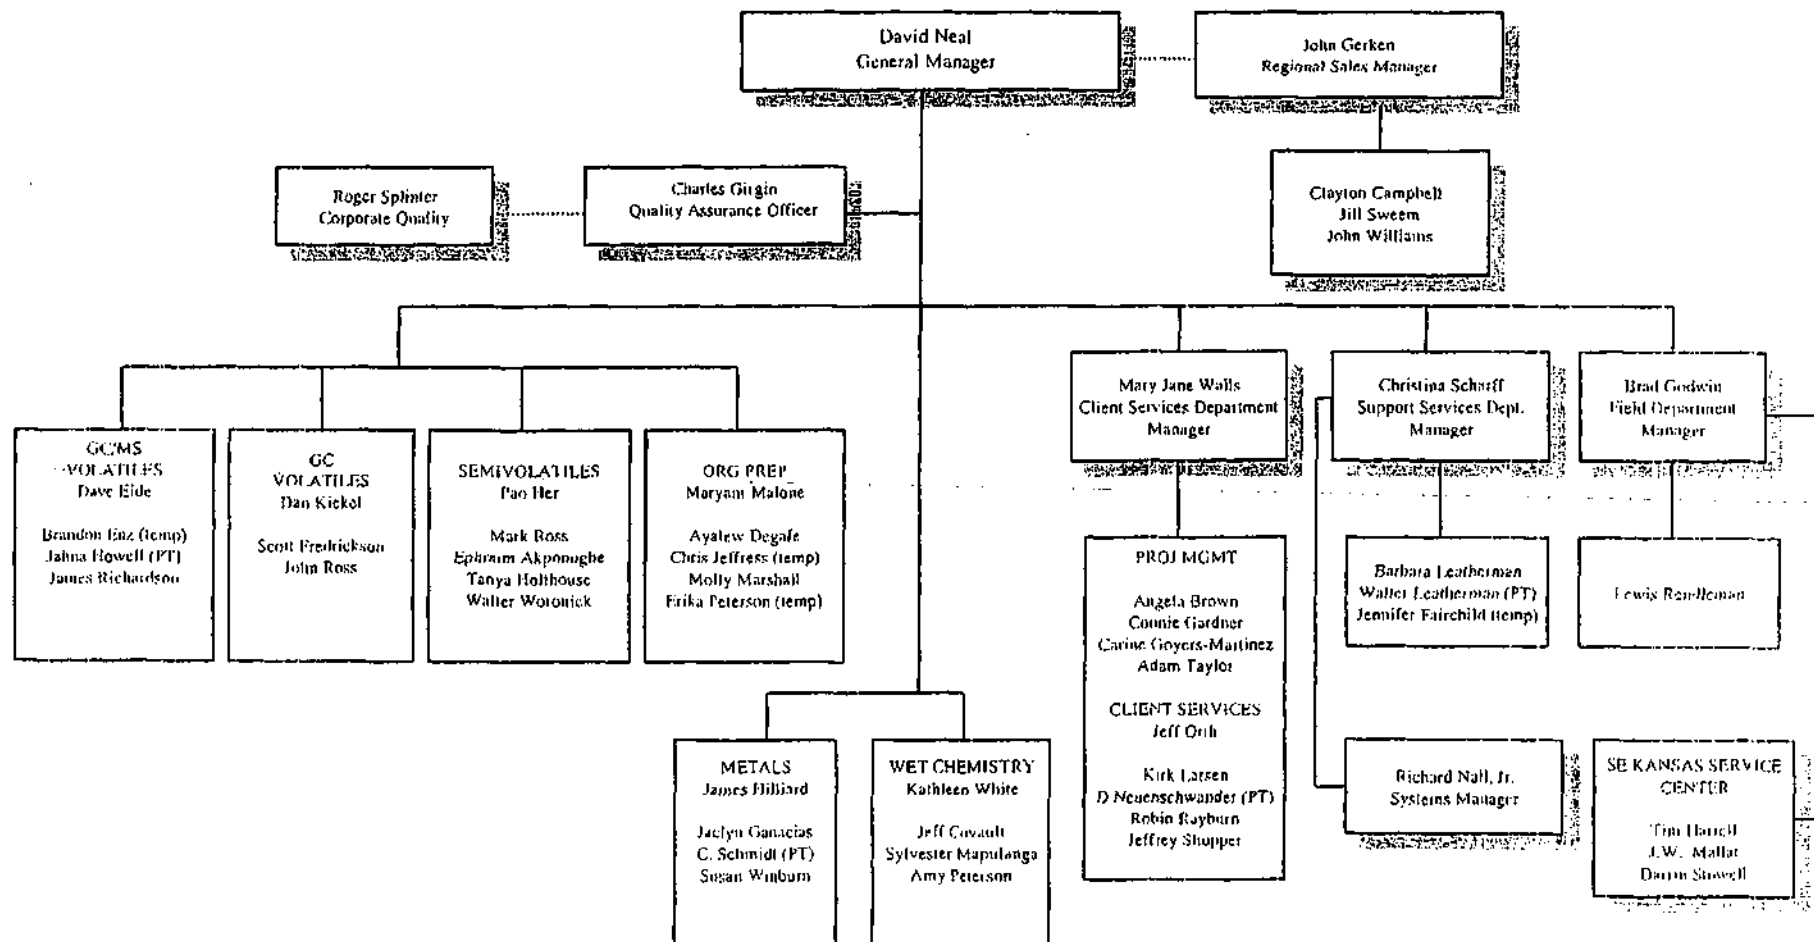 David Neal
General Manager
John Gerken
Regional Sales Manager
Roger Splinter
Corporate Quality
Charles Girgin
Quality Assurance Officer
Clayton Campbell
Jill Sweem
John Williams
Mary Jane Walls
Client Services Department
Manager
Christina Scharff
Support Services Dept.
Manager
Brad Godwin
Field Department
Manager
GC/MS
VOLATILES
Dave Eide
Brandon (temp)
Jahna Howell (PT)
James Richardson
GC
VOLATILES
Dan
Scott Fredrickson
John Ross
SEMIVOLATILES
Pao Her
Mark Ross
Ephraim
Tanya Holthouse
Walter
ORG PREP
Maryam Malone
Ayalew Degafe
Chris Jeffress (temp)
Molly Marshall
Erika Peterson (temp)
PROJ MGMT
Angela Brown
Connie Gardner
Carine Goyers-Martinez
Adam Taylor
CLIENT SERVICES
Jeff Orth
Kirk Larsen
D Neuenschwander (PT)
Robin Rayburn
Jeffrey Shopper
Barbara Leatherman
Walter Leatherman (PT)
Jennifer Fairchild (temp)
Lewis Rendleman
METALS
James Hilliard
Jaclyn Ganacias
C. Schmidt (PT)
Susan Winburn
WET CHEMISTRY
Kathleen White
Jeff Covault
Sylvester Mapulanga
Amy Peterson
Richard Nall, Jr.
Systems Manager
SE KANSAS SERVICE
CENTER
Tim
J.W. Mallat
Darrin Stowell